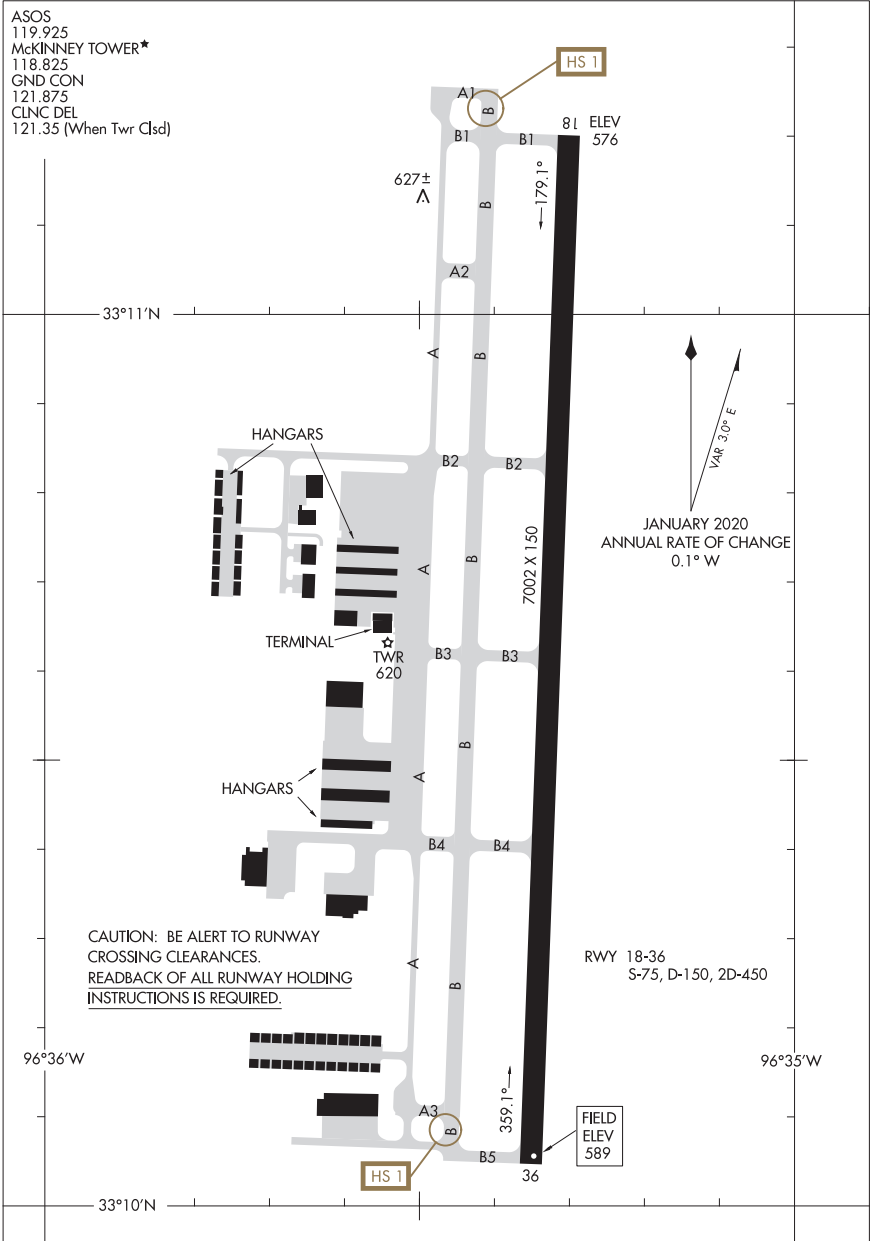 ASOS
119.925
McKINNEY TOWER★
118.825
GND CON
121.875
CLNC DEL
121.35 (When Twr Clsd)
HS 1
A1
B
18
ELEV
576
B1
B1
627±
B
179.1°
A2
33°11'N
A
B
VAR 3.0° E
HANGARS
B2
B2
JANUARY 2020
ANNUAL RATE OF CHANGE
0.1° W
7002 X 150
A
B
TERMINAL
TWR
620
B3
B3
B
A
HANGARS
B4
B4
CAUTION: BE ALERT TO RUNWAY
CROSSING CLEARANCES.
READBACK OF ALL RUNWAY HOLDING
INSTRUCTIONS IS REQUIRED.
A
B
RWY 18-36
S-75, D-150, 2D-450
96°36'W
96°35'W
359.1°
A3
B
FIELD
ELEV
589
B5
HS 1
36
33°10'N